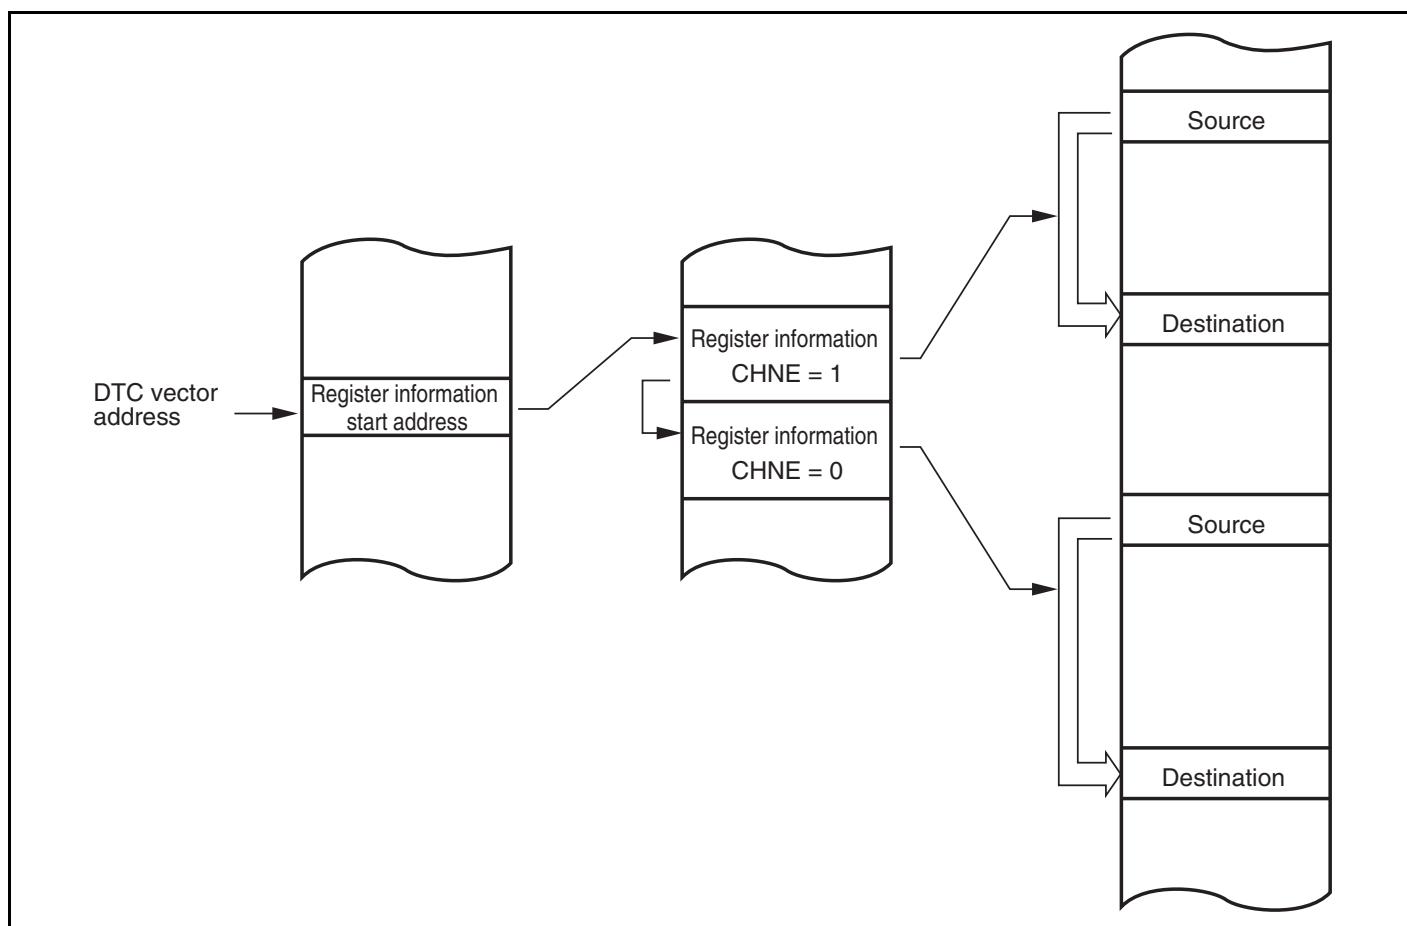 DTC vector
address
Register information
start address
Register information
CHNE = 1
Register information
CHNE = 0
Source
Destination
Source
Destination